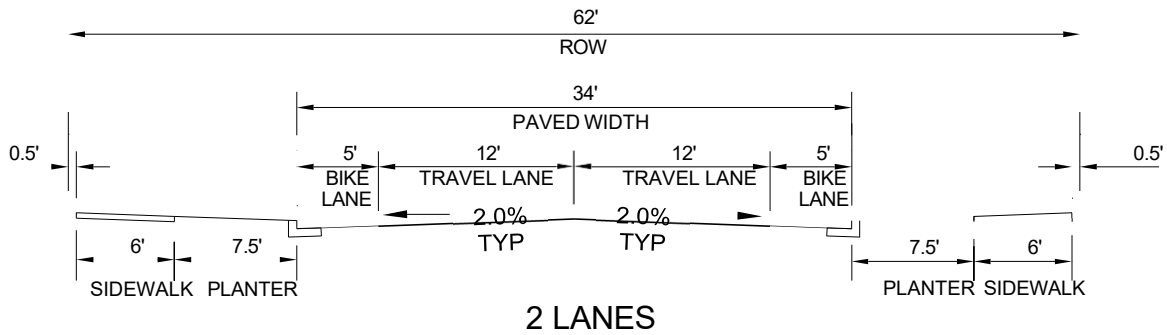 62'
ROW
34'
PAVED WIDTH
0.5' 5' 12' 12' 5' 0.5'
BIKE TRAVEL LANE TRAVEL LANE BIKE
LANE LANE
2.0% 2.0%
TYP TYP
6' 7.5' 7.5' 6'
SIDEWALK PLANTER PLANTER SIDEWALK
2 LANES